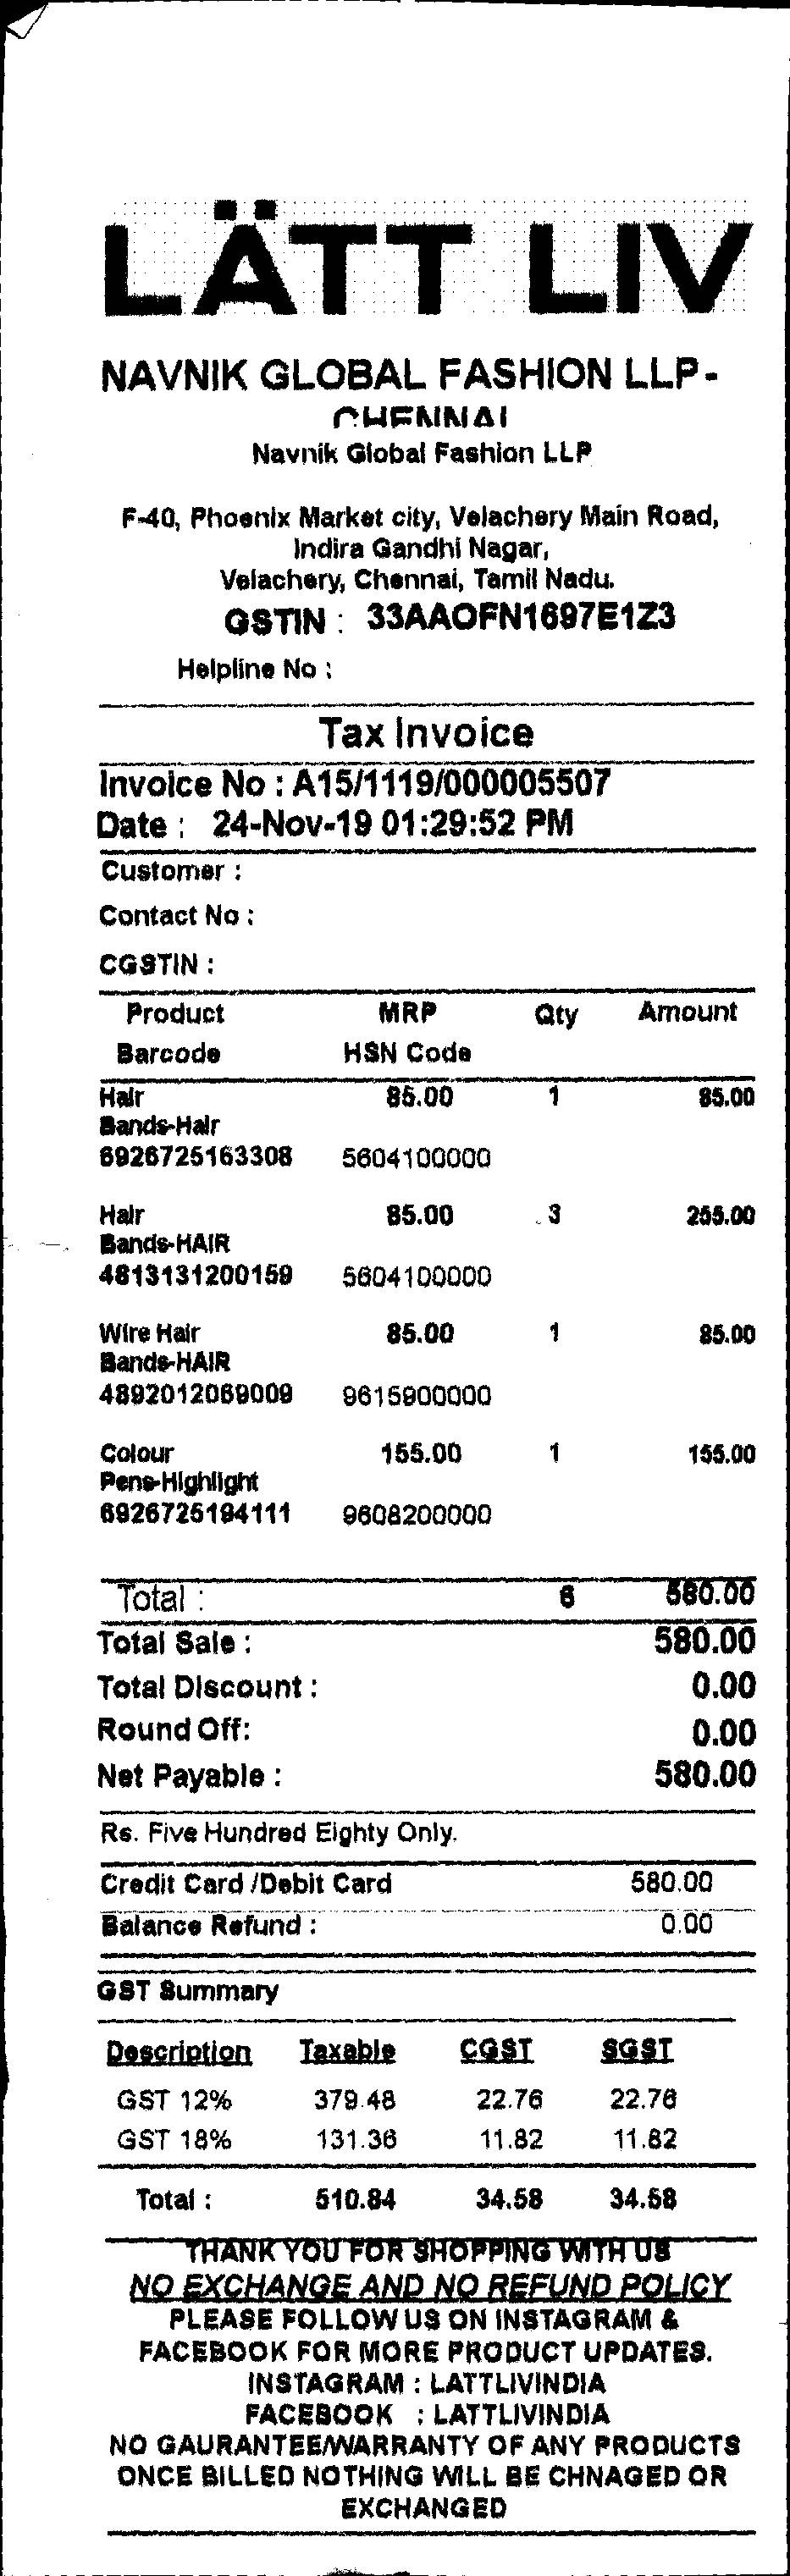 LÄTT LIV
NAVNIK GLOBAL FASHION LLP -
CHENNAI
Navnik Global Fashion LLP
F-40, Phoenix Market city, Velachery Main Road,
Indira Gandhi Nagar,
Velachery, Chennai, Tamil Nadu.
GSTIN : 33AAOFN1697E1Z3
Helpline No :
Tax Invoice
Invoice No : A15/1119/000005507
Date : 24-Nov-19 01:29:52 PM
Customer :
Contact No :
CGSTIN :
Product MRP Qty Amount
Barcode HSN Code
Hair 85.00 1 85.00
Bands-Hair
6926725163308 5604100000
Hair 85.00 3 255.00
Bands-HAIR
4813131200159 5604100000
Wire Hair 85.00 1 85.00
Bands-HAIR
4892012069009 9615900000
Colour 155.00 1 155.00
Pens-Highlight
6926725194111 9608200000
Total : 6 580.00
Total Sale : 580.00
Total Discount : 0.00
Round Off: 0.00
Net Payable : 580.00
Rs. Five Hundred Eighty Only.
Credit Card /Debit Card 580.00
Balance Refund : 0.00
GST Summary
Description Taxable CGST SGST
GST 12% 379.48 22.76 22.76
GST 18% 131.36 11.82 11.82
Total : 510.84 34.58 34.58
THANK YOU FOR SHOPPING WITH US
NO EXCHANGE AND NO REFUND POLICY
PLEASE FOLLOW US ON INSTAGRAM &
FACEBOOK FOR MORE PRODUCT UPDATES.
INSTAGRAM : LATTLIVINDIA
FACEBOOK : LATTLIVINDIA
NO GAURANTEE/WARRANTY OF ANY PRODUCTS
ONCE BILLED NOTHING WILL BE CHNAGED OR
EXCHANGED